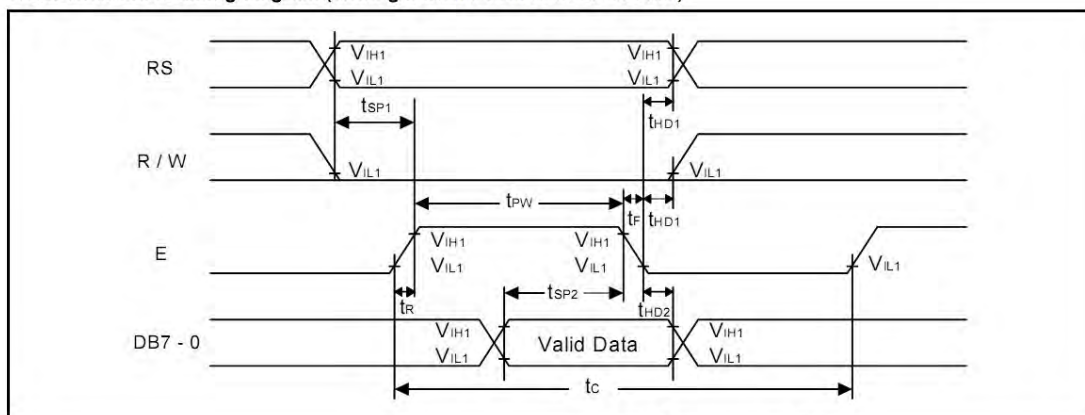 RS
VIH1
VIH1
VIL1
VIL1
tSP1
tHD1
R / W
VIL1
VIL1
tPW
tF
tHD1
E
VIH1
VIH1
VIL1
VIL1
VIL1
tR
tSP2
tHD2
DB7 - 0
VIH1
Valid Data
VIH1
VIL1
VIL1
tC